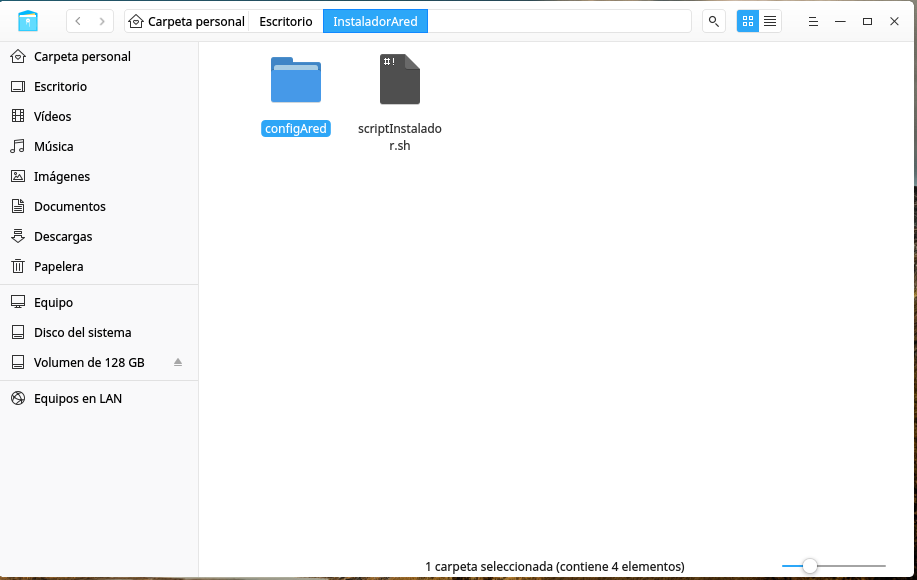 Carpeta personal Escritorio InstaladorAred
Carpeta personal
Escritorio
Vídeos
Música
Imágenes
Documentos
Descargas
Papelera
Equipo
Disco del sistema
Volumen de 128 GB
Equipos en LAN
#!
configAred
scriptInstalado
r.sh
1 carpeta seleccionada (contiene 4 elementos)